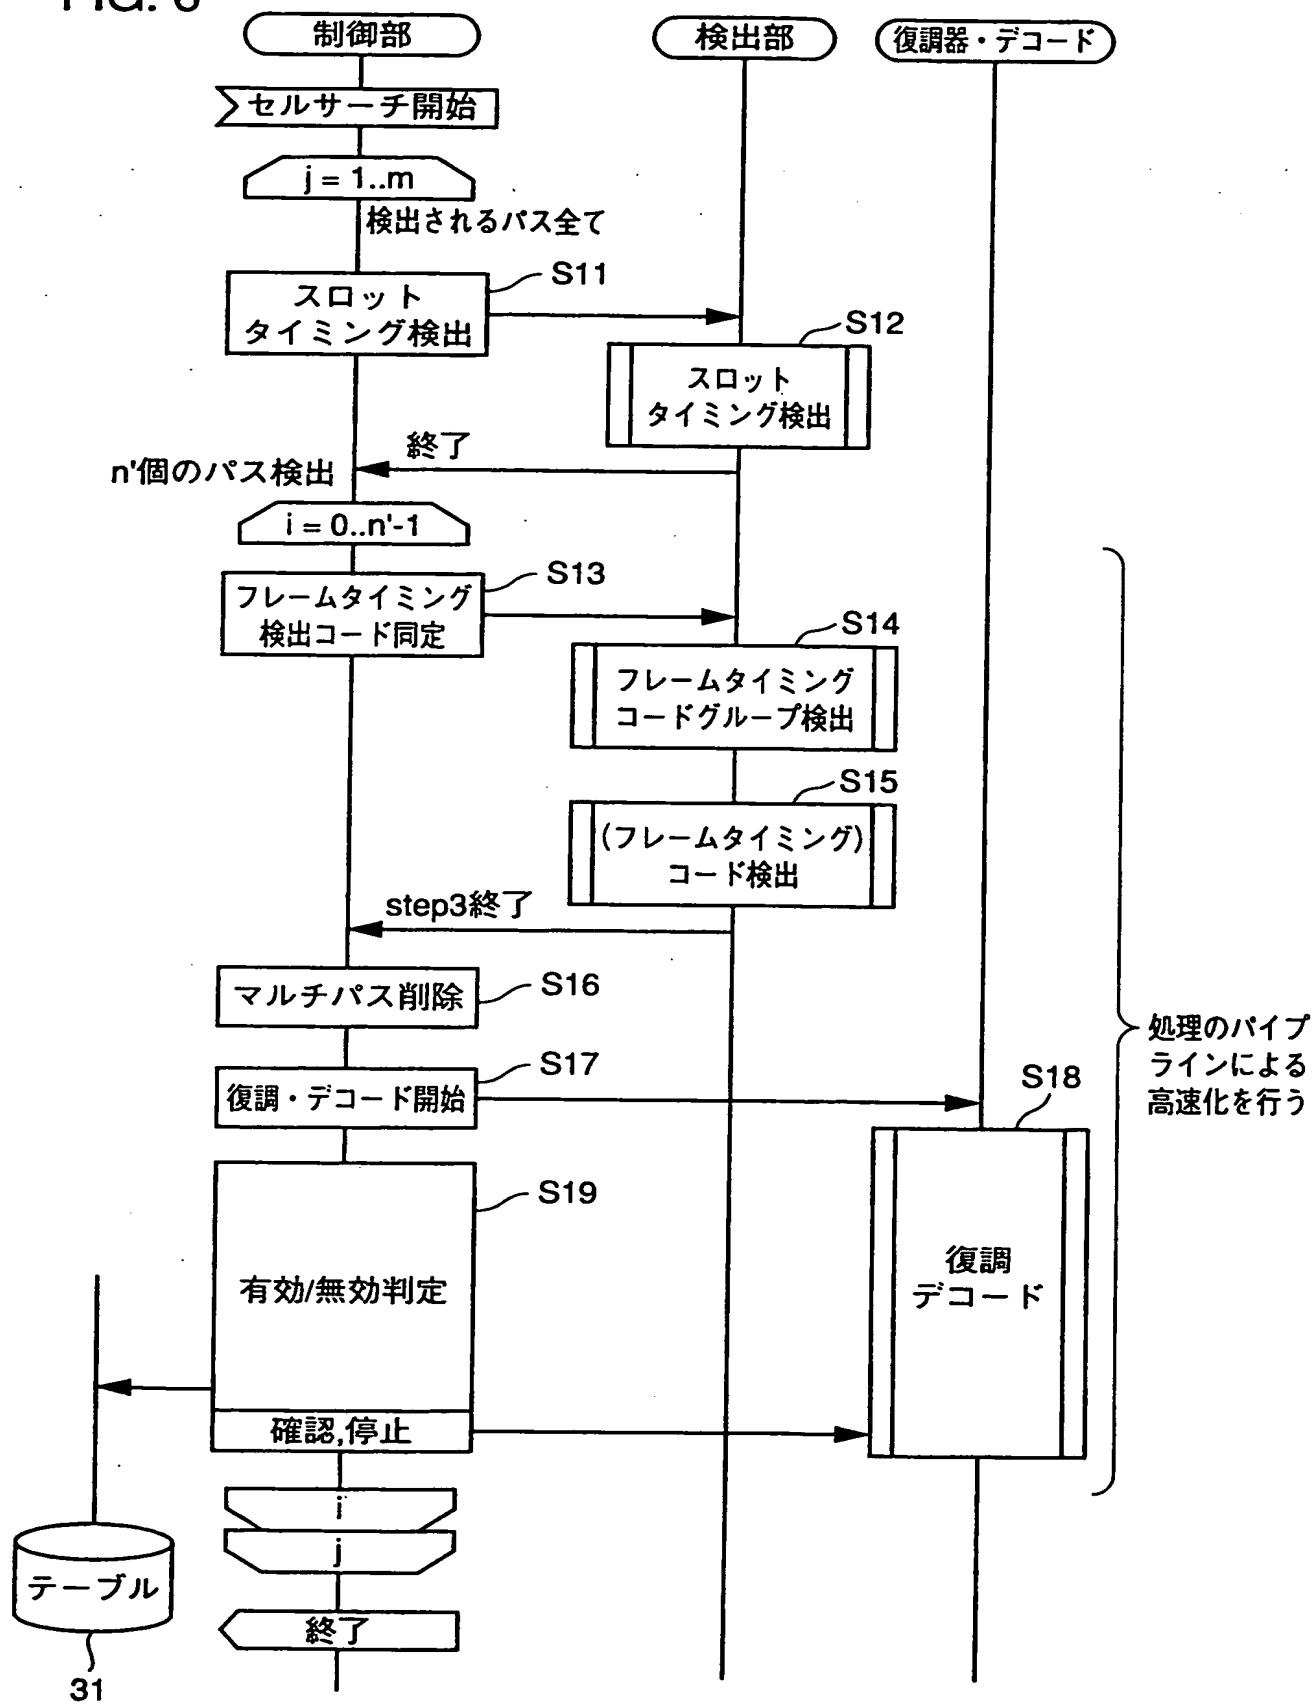 制御部
検出部
復調器・デコード
セルサーチ開始
j = 1..m
検出されるパス全て
スロット
タイミング検出
S11
S12
スロット
タイミング検出
終了
n'個のパス検出
i = 0..n'-1
フレームタイミング
検出コード同定
S13
S14
フレームタイミング
コードグループ検出
S15
(フレームタイミング)
コード検出
step3終了
マルチパス削除
S16
復調・デコード開始
S17
S18
処理のパイプ
ラインによる
高速化を行う
有効/無効判定
S19
復調
デコード
確認,停止
i
j
テーブル
終了
31